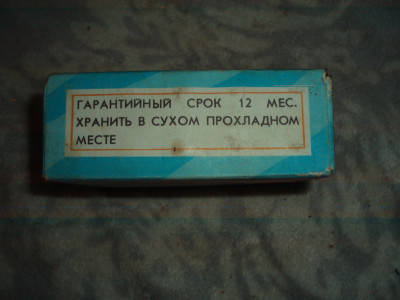 ГАРАНТИЙНЫЙ СРОК 12 МЕС.
ХРАНИТЬ В СУХОМ ПРОХЛАДНОМ
МЕСТЕ